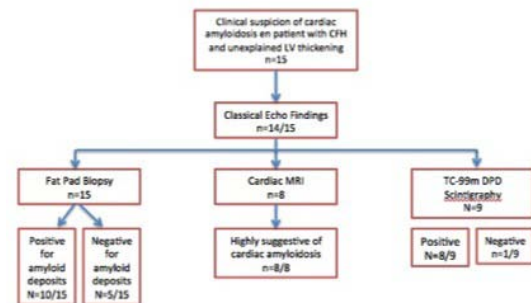 Clinical suspicion of cardiac
amyloidosis en patient with CFH
and unexplained LV thickening
n=15
Classical Echo Findings
n=14/15
Fat Pad Biopsy
n=15
Cardiac MRI
n=8
TC-99m DPD
Scintigraphy
N=9
Positive
for
amyloid
deposits
N=10/15
Negative
for
amyloid
deposits
N=5/15
Highly suggestive of
cardiac amyloidosis
n=8/8
Positive
N=8/9
Negative
n=1/9